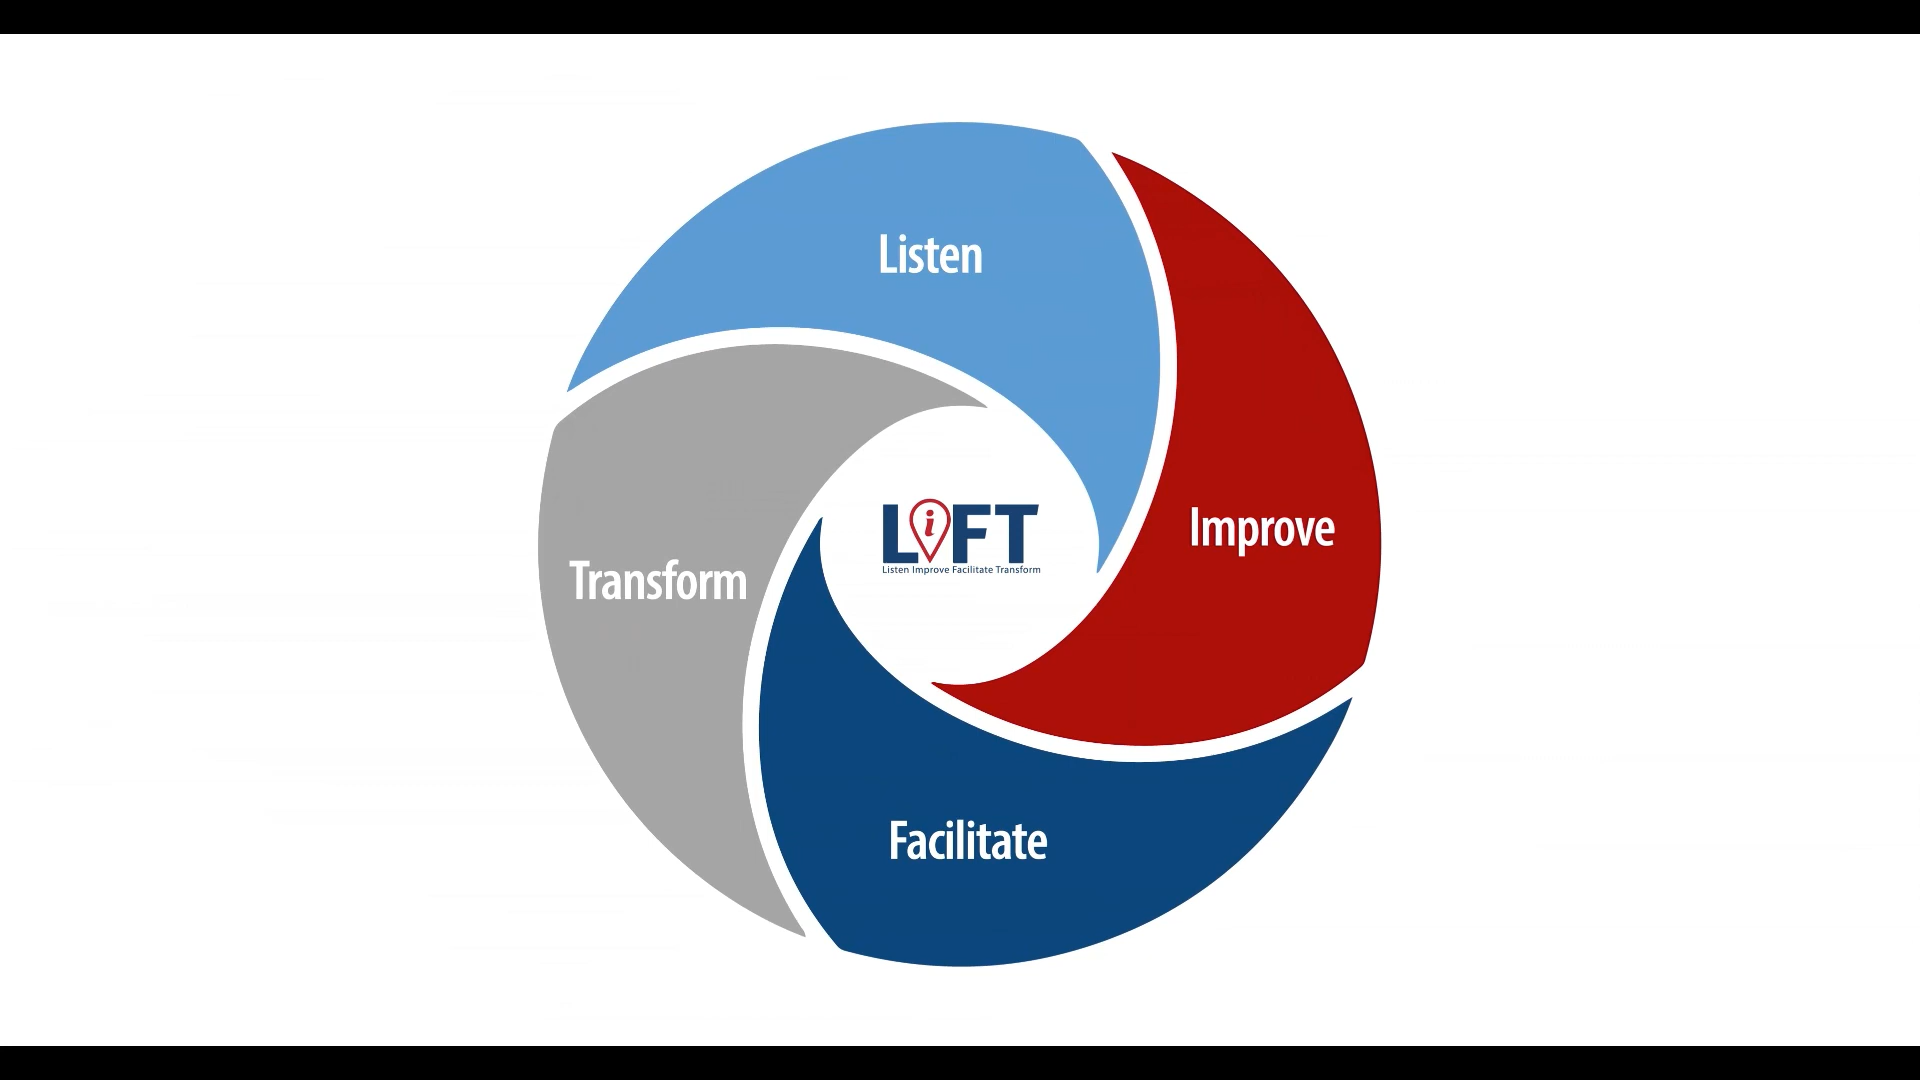 Listen
Improve
LiFT
Listen Improve Facilitate Transform
Transform
Facilitate